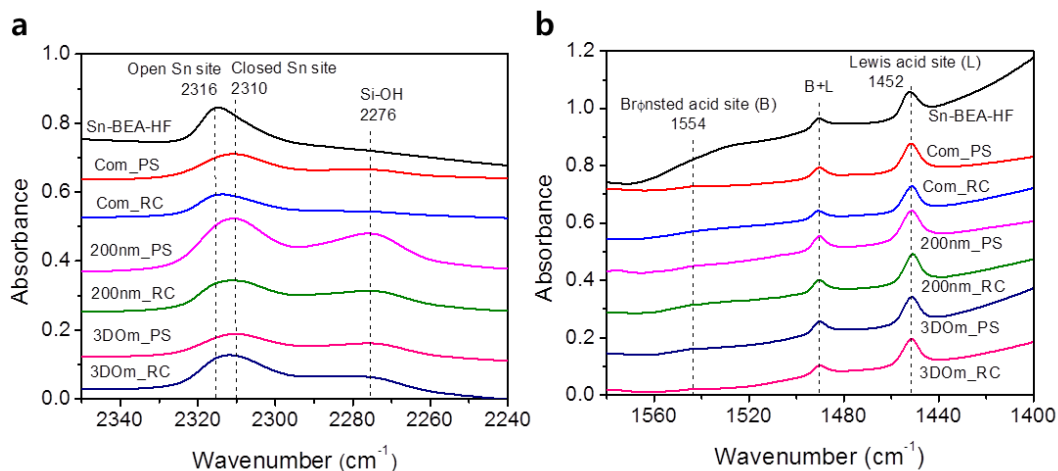 a
Absorbance
1.0
0.8
0.6
0.4
0.2
0.0
Open Sn site
2316
Closed Sn site
2310
Si-OH
2276
Sn-BEA-HF
Com_PS
Com_RC
200nm_PS
200nm_RC
3DOm_PS
3DOm_RC
2340
2320
2300
2280
2260
2240
Wavenumber (cm⁻¹)
b
Absorbance
1.2
1.0
0.8
0.6
0.4
0.2
0.0
Brϕnsted acid site (B)
1554
B+L
Lewis acid site (L)
1452
Sn-BEA-HF
Com_PS
Com_RC
200nm_PS
200nm_RC
3DOm_PS
3DOm_RC
1560
1520
1480
1440
1400
Wavenumber (cm⁻¹)